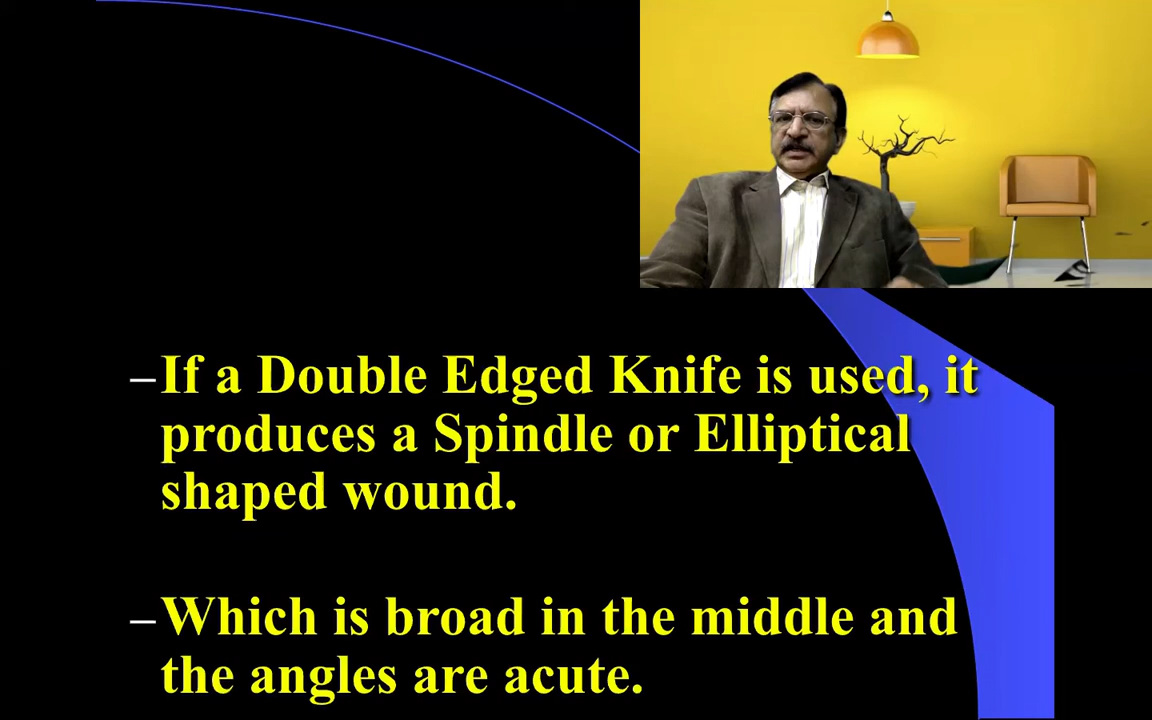 –If a Double Edged Knife is used, it
produces a Spindle or Elliptical
shaped wound.
–Which is broad in the middle and
the angles are acute.